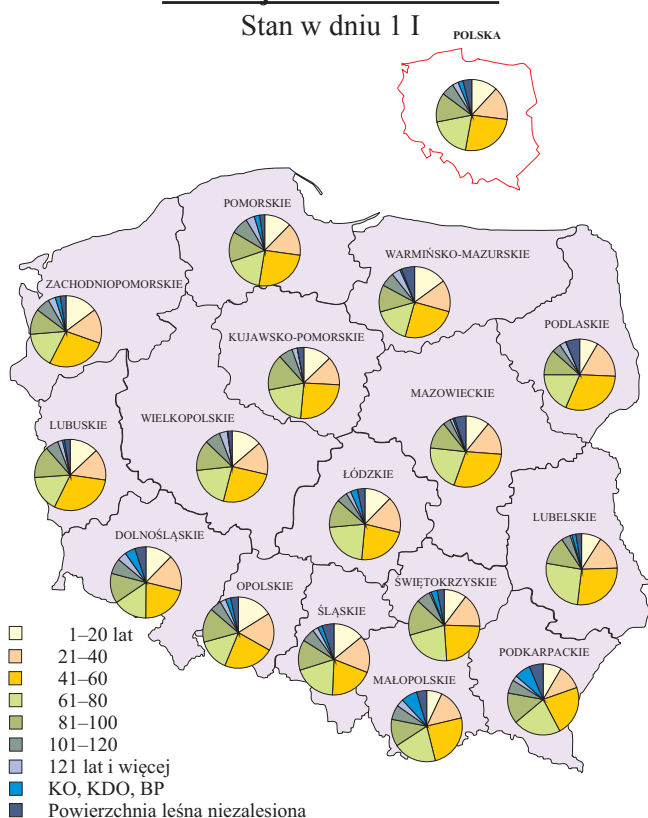 Stan w dniu 1 I
POLSKA
POMORSKIE
WARMIŃSKO-MAZURSKIE
ZACHODNIOPOMORSKIE
PODLASKIE
KUJAWSKO-POMORSKIE
MAZOWIECKIE
LUBUSKIE
WIELKOPOLSKIE
ŁÓDZKIE
LUBELSKIE
DOLNOŚLĄSKIE
OPOLSKIE
ŚLĄSKIE
ŚWIĘTOKRZYSKIE
PODKARPACKIE
MAŁOPOLSKIE
1–20 lat
21–40
41–60
61–80
81–100
101–120
121 lat i więcej
KO, KDO, BP
Powierzchnia leśna niezalesiona